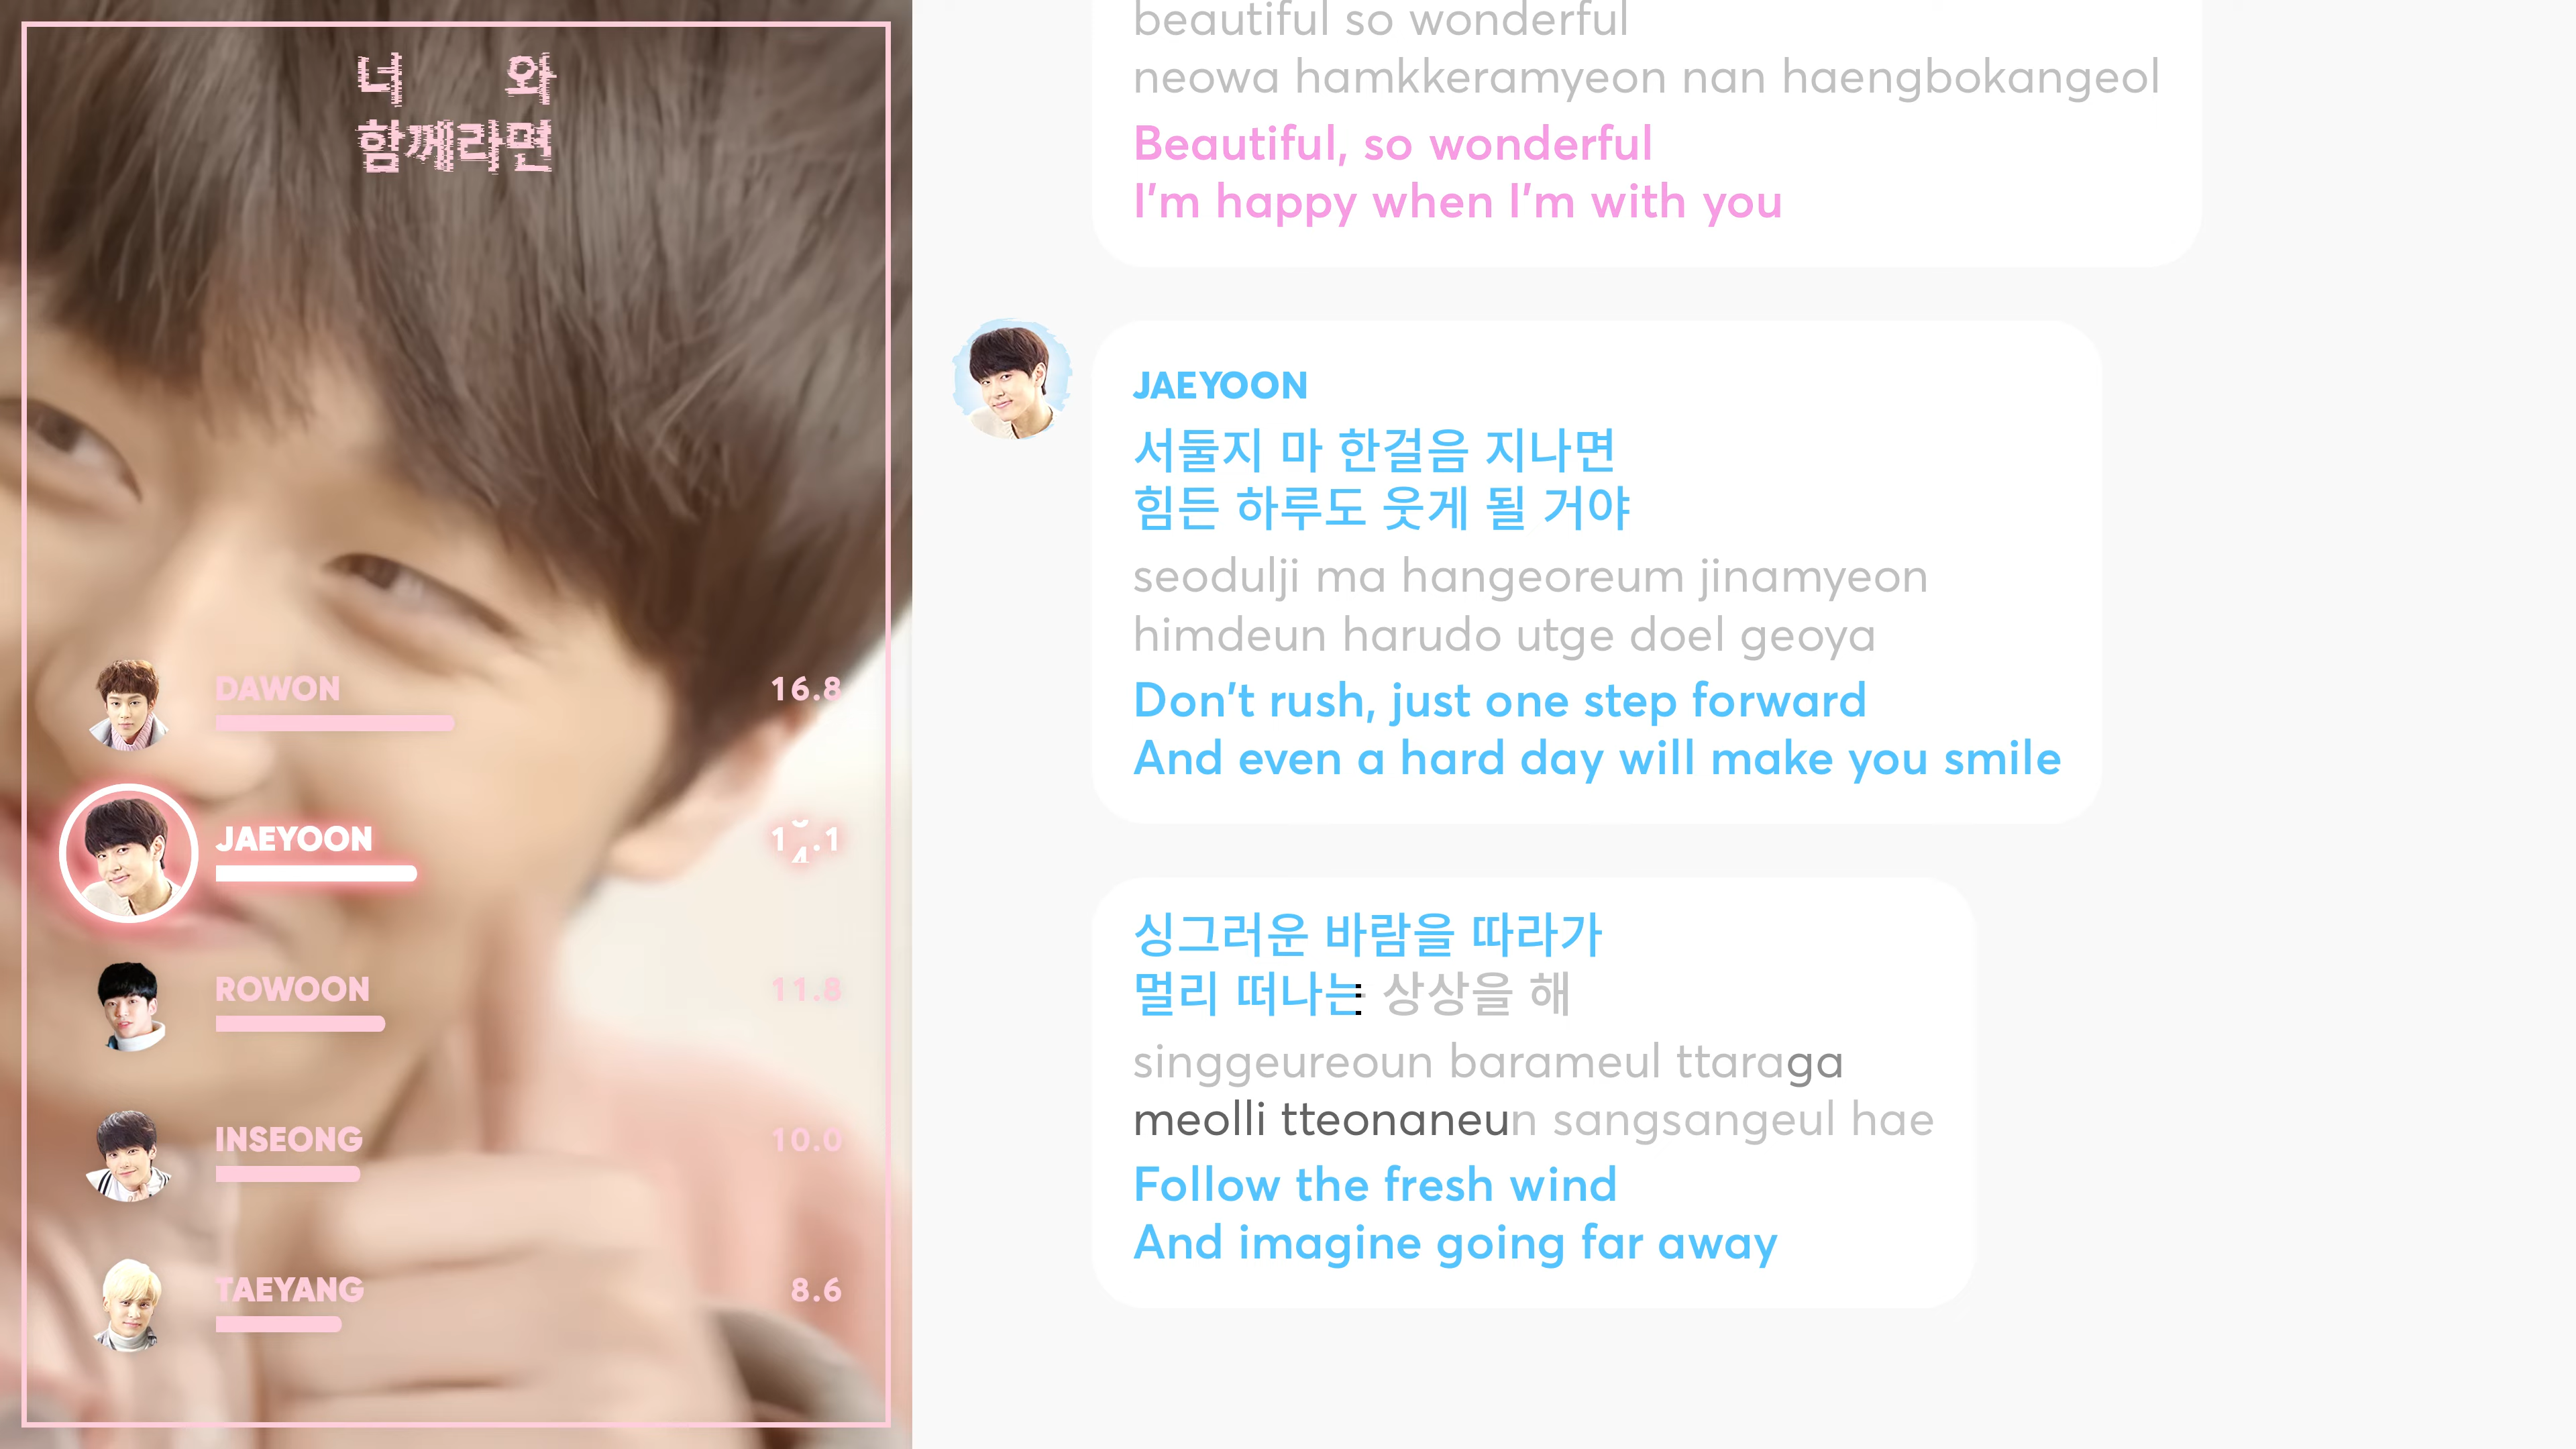 너 와
함께라면
DAWON 16.8
JAEYOON
ROWOON 11.8
INSEONG 10.0
TAEYANG 8.6
beautiful so wonderful
neowa hamkkeramyeon nan haengbokangeol
Beautiful, so wonderful
I'm happy when I'm with you
JAEYOON
서둘지 마 한걸음 지나면
힘든 하루도 웃게 될 거야
seodulji ma hangeoreum jinamyeon
himdeun harudo utge doel geoya
Don't rush, just one step forward
And even a hard day will make you smile
싱그러운 바람을 따라가
멀리 떠나는 상상을 해
singgeureoun barameul ttaraga
meolli tteonaneun sangsangeul hae
Follow the fresh wind
And imagine going far away